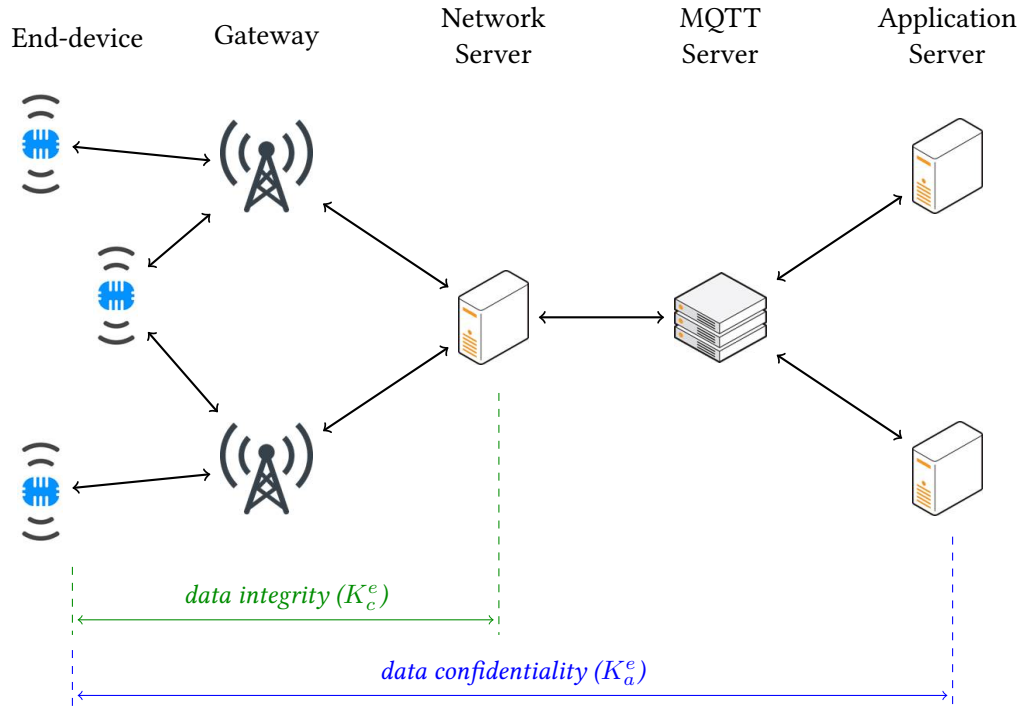 End-device
Gateway
Network
Server
MQTT
Server
Application
Server
data integrity (K_c^e)
data confidentiality (K_a^e)